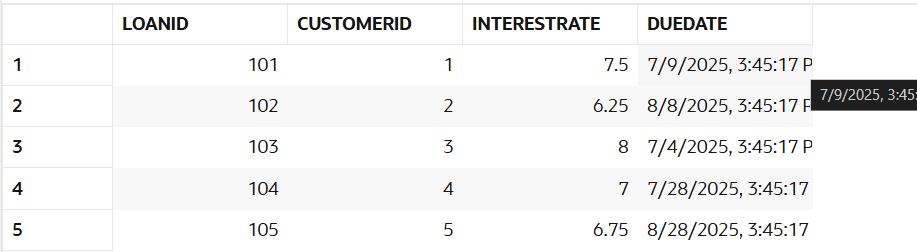 LOANID CUSTOMERID INTERESTRATE DUEDATE
1 101 1 7.5 7/9/2025, 3:45:17 P
7/9/2025, 3:45:
2 102 2 6.25 8/8/2025, 3:45:17 P
3 103 3 8 7/4/2025, 3:45:17 P
4 104 4 7 7/28/2025, 3:45:17
5 105 5 6.75 8/28/2025, 3:45:17